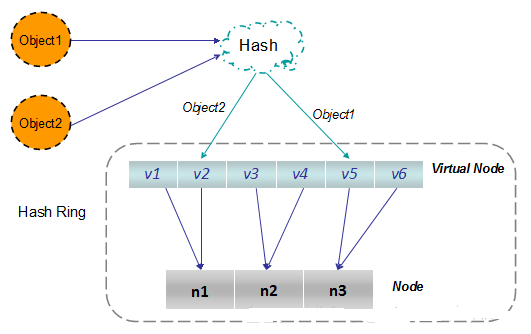 Object1
Hash
Object2
Object2
Object1
v1 v2 v3 v4 v5 v6
Virtual Node
Hash Ring
n1 n2 n3
Node